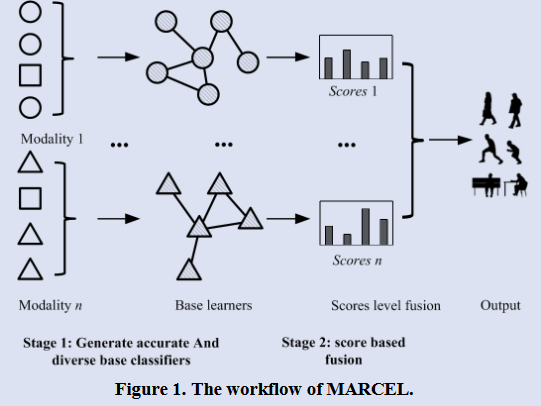 Scores 1
Modality 1
... ... ...
Scores n
Modality n Base learners Scores level fusion Output
Stage 1: Generate accurate And
diverse base classifiers
Stage 2: score based
fusion
Figure 1. The workflow of MARCEL.